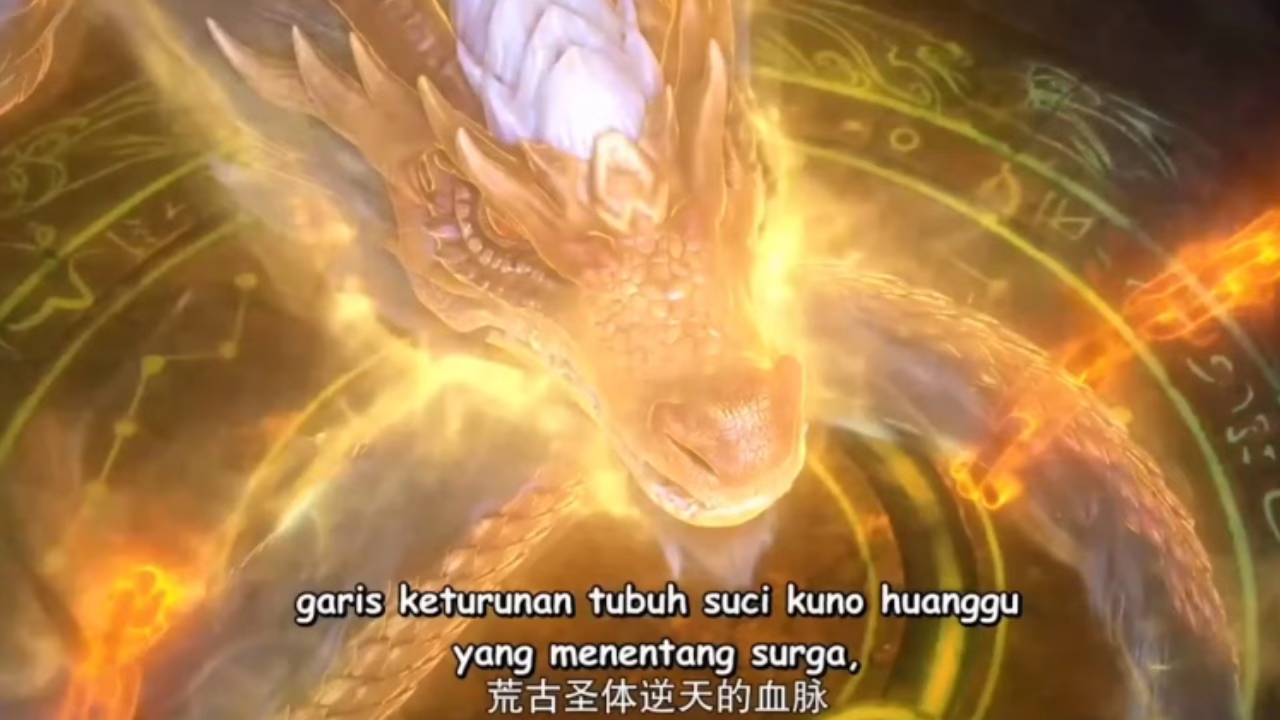 garis keturunan tubuh suci kuno huanggu
yang menentang surga,
荒古圣体逆天的血脉